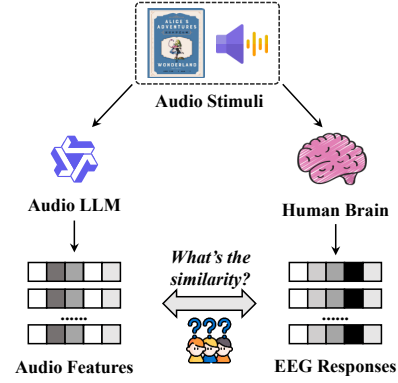 ALICE'S
ADVENTURES
WONDERLAND
Audio Stimuli
Audio LLM
Human Brain
What's the
similarity?
......
......
? ? ?
Audio Features
EEG Responses